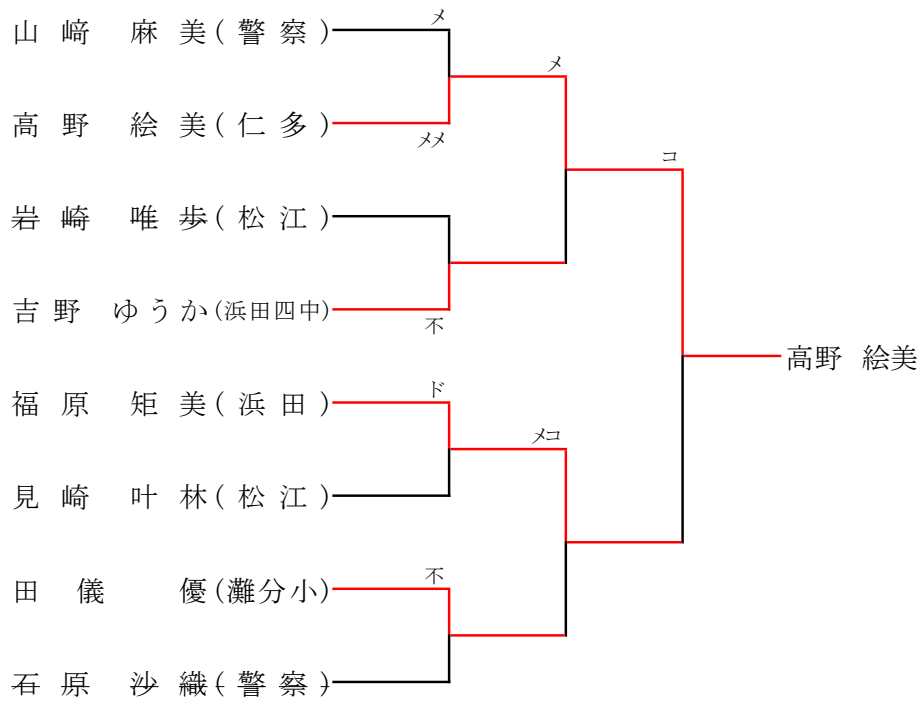 山﨑 麻美(警察)
メ
メ
高野 絵美(仁多)
メメ
コ
岩崎 唯歩(松江)
吉野 ゆうか(浜田四中)
不
高野 絵美
福原 矩美(浜田)
ド
メコ
見崎 叶林(松江)
田儀 優(灘分小)
不
石原 沙織(警察)